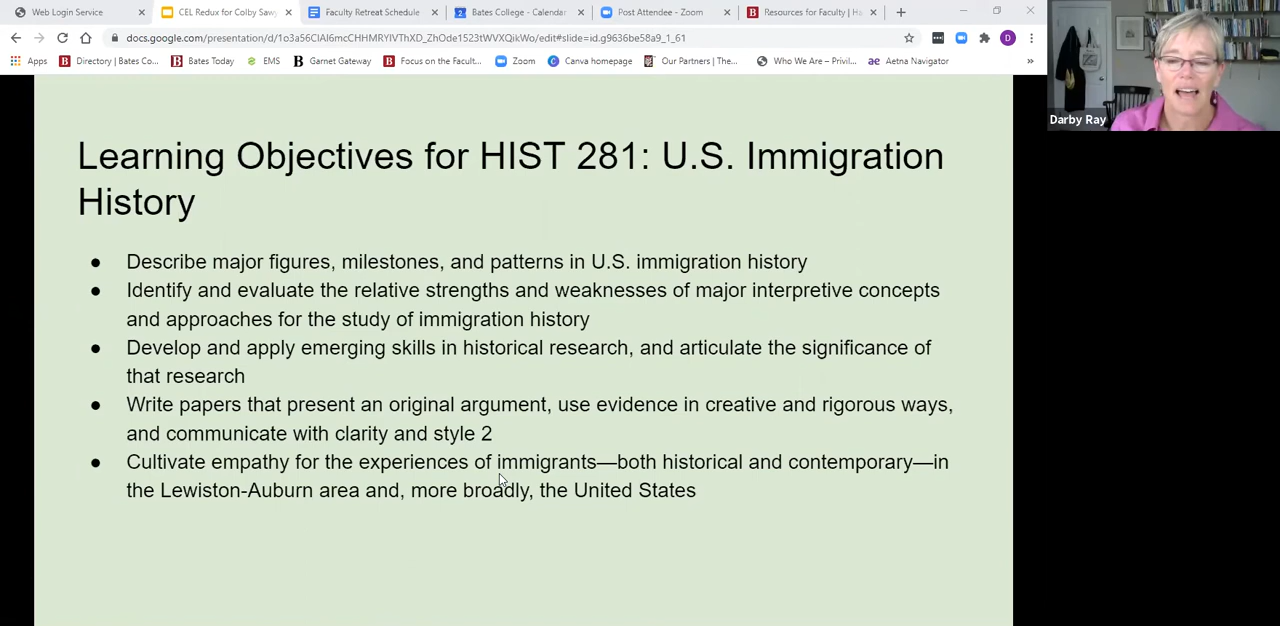 Web Login Service
CEL Redux for Colby Sawy
Faculty Retreat Schedule
2 Bates College - Calendar
Post Attendee - Zoom
B Resources for Faculty | Ha
docs.google.com/presentation/d/1o3a56ClAl6mcCHHMRYIVThXD_ZhOde1523tWVXQikWo/edit#slide=id.g9636be58a9_1_61
D
Apps
B Directory | Bates Co...
B Bates Today
EMS
B Garnet Gateway
B Focus on the Facult...
Zoom
C Canva homepage
Our Partners | The...
Who We Are – Privil...
ae Aetna Navigator
»
Darby Ray
Learning Objectives for HIST 281: U.S. Immigration
History
● Describe major figures, milestones, and patterns in U.S. immigration history
● Identify and evaluate the relative strengths and weaknesses of major interpretive concepts
and approaches for the study of immigration history
● Develop and apply emerging skills in historical research, and articulate the significance of
that research
● Write papers that present an original argument, use evidence in creative and rigorous ways,
and communicate with clarity and style 2
● Cultivate empathy for the experiences of immigrants—both historical and contemporary—in
the Lewiston-Auburn area and, more broadly, the United States